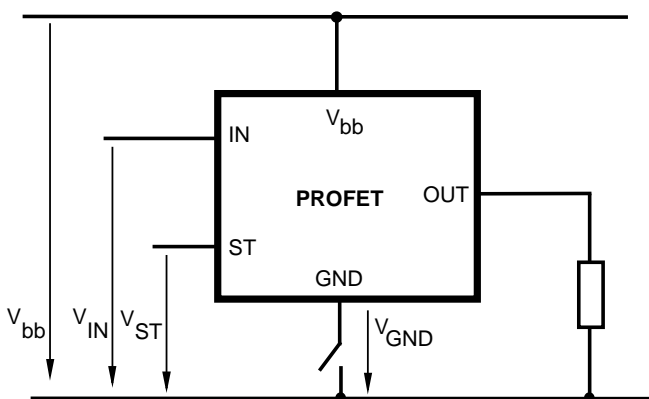 Vbb
IN
PROFET
OUT
ST
GND
Vbb
VIN
VST
VGND